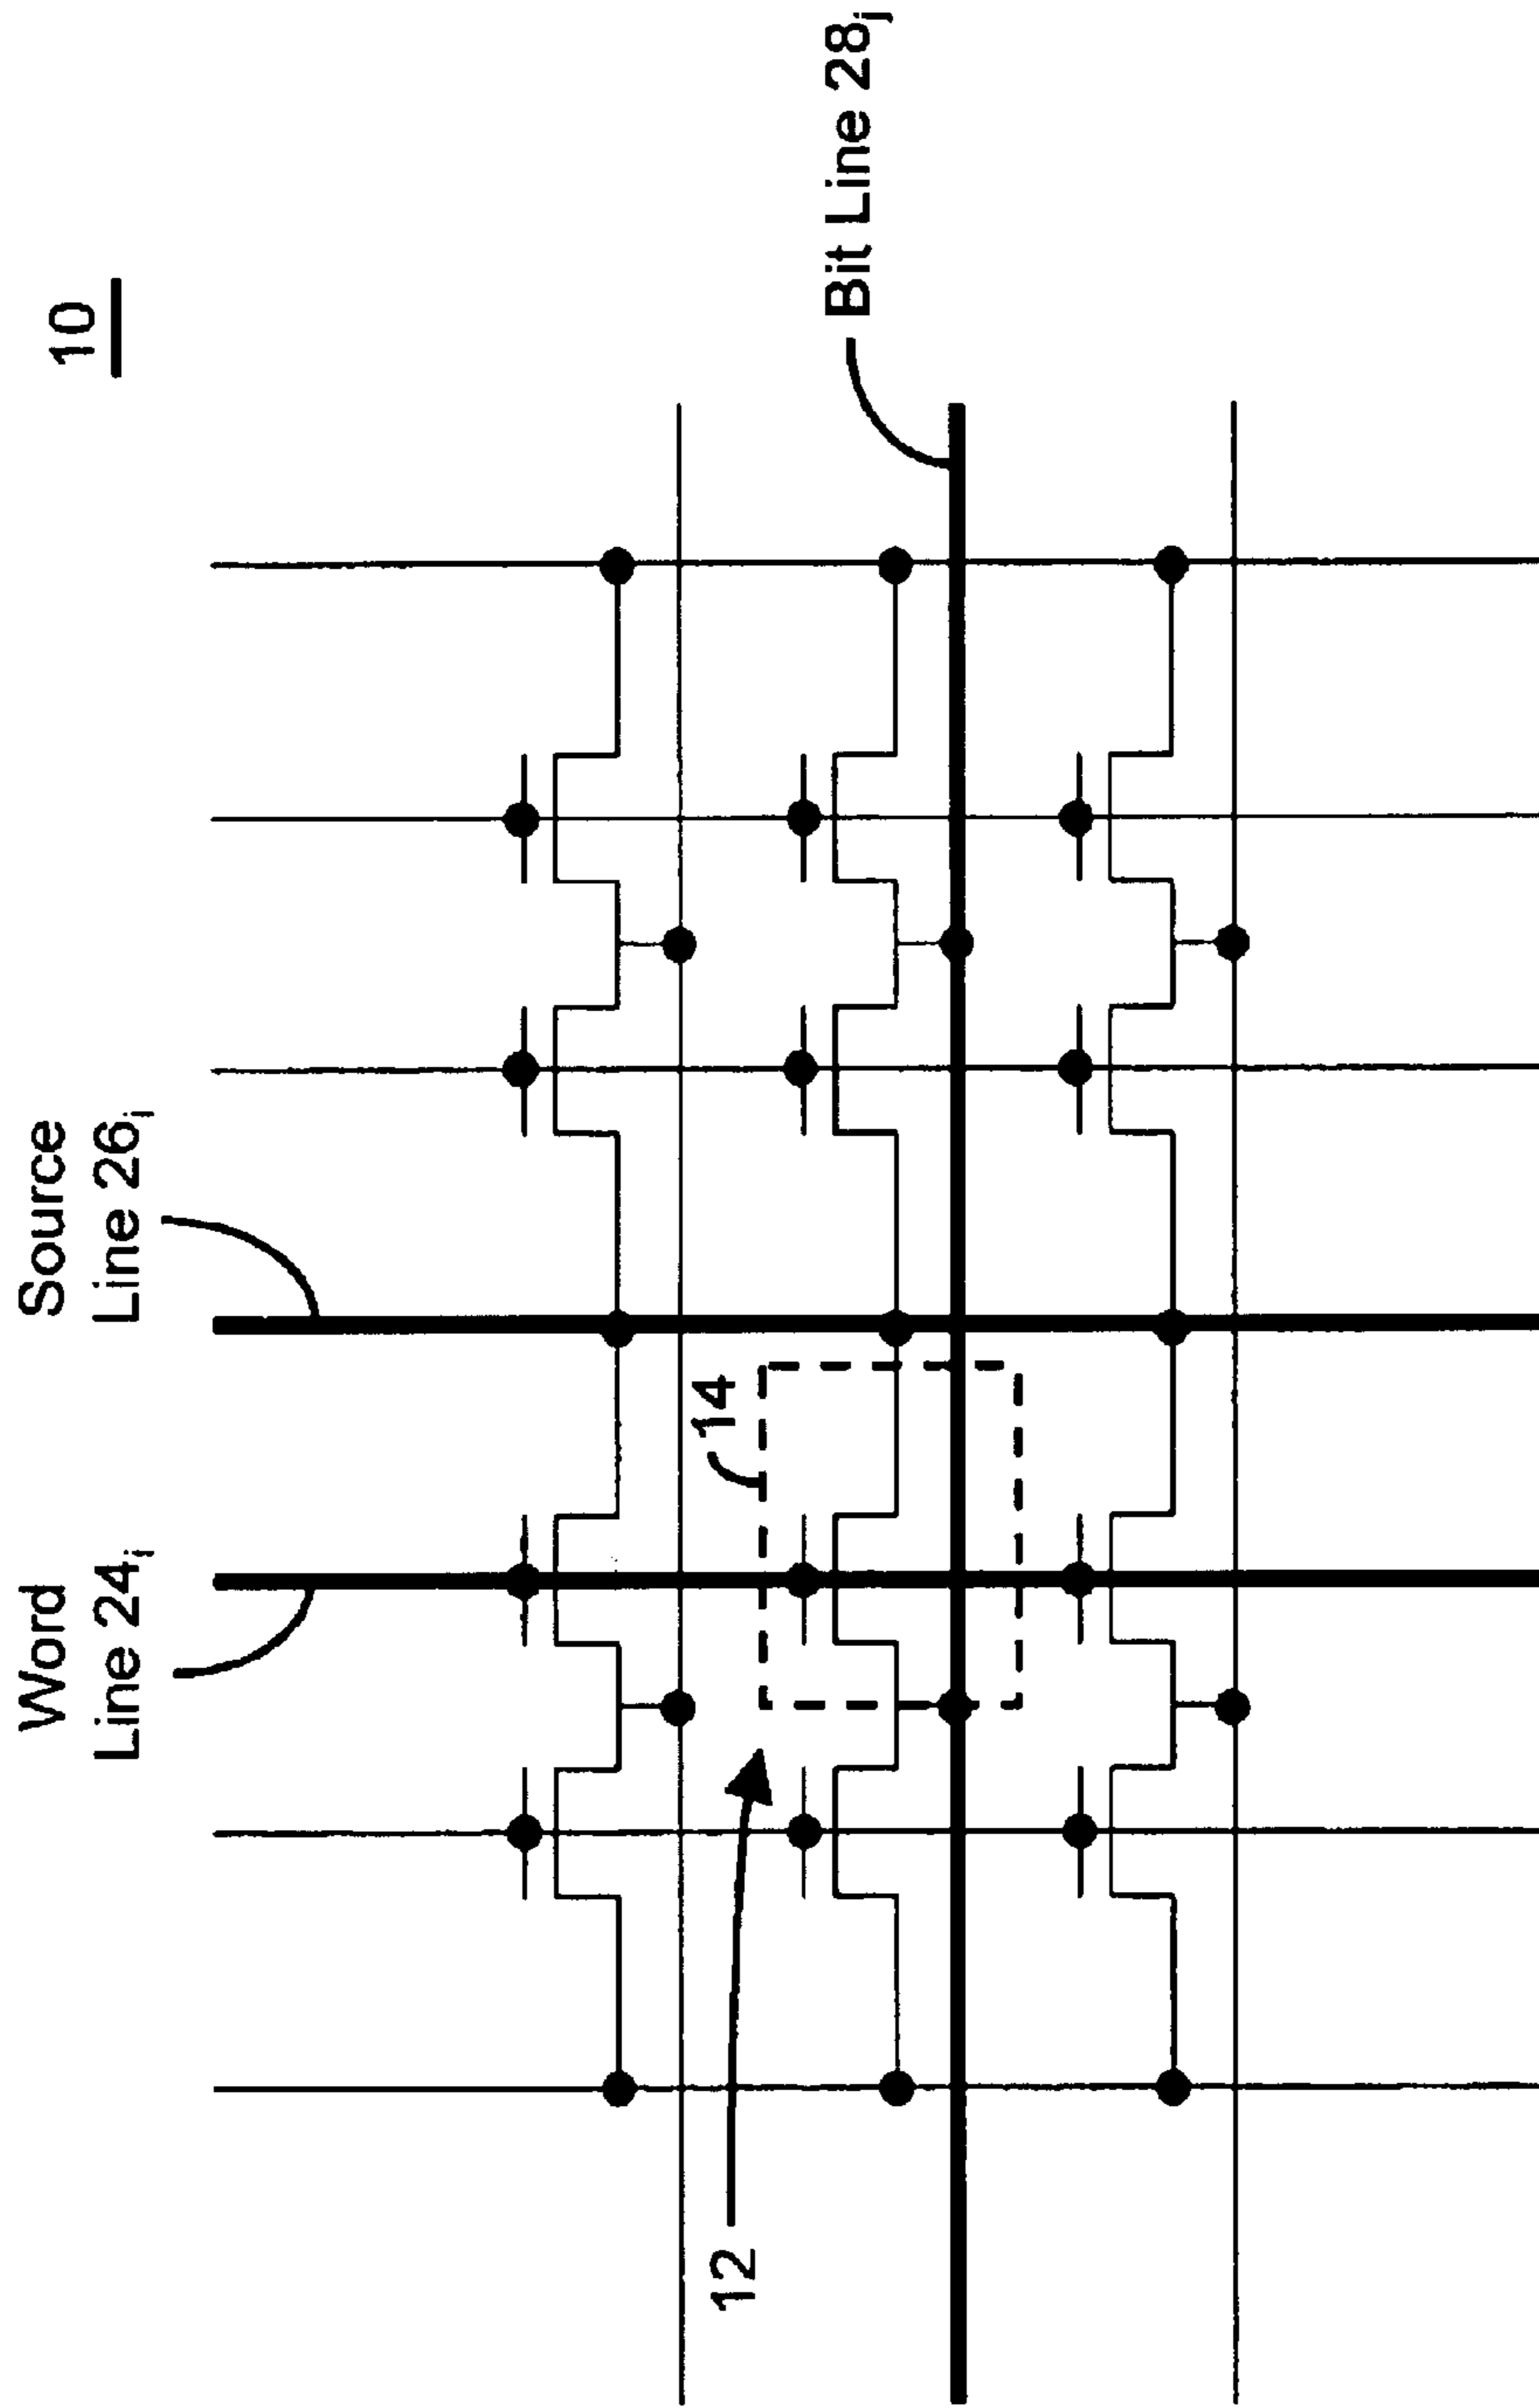 Word
Line 24ᵢ
Source
Line 26ᵢ
10
14
12
Bit Line 28ⱼ